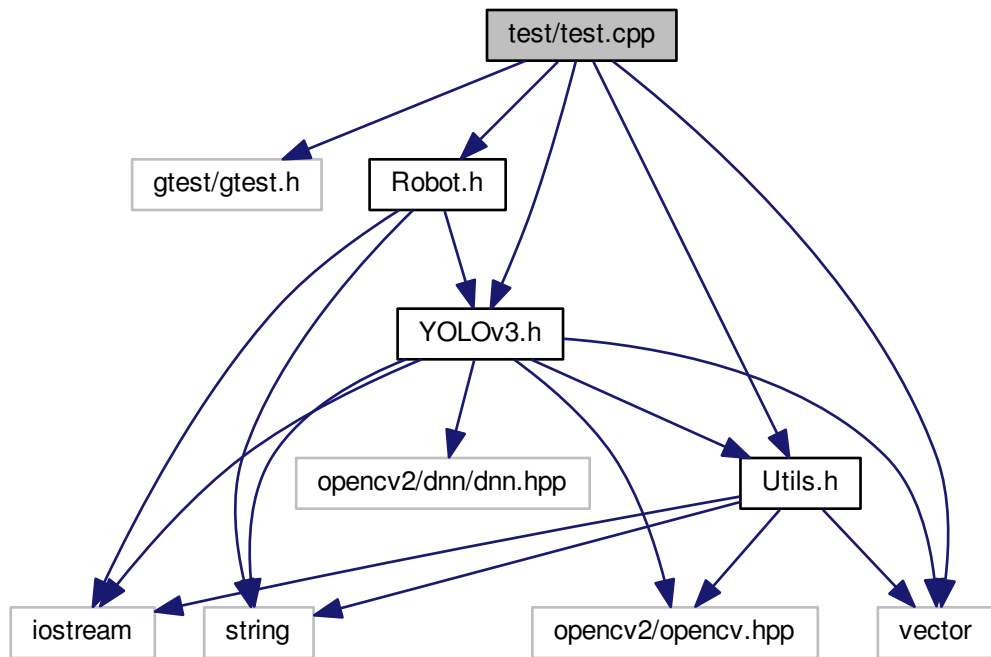 test/test.cpp
gtest/gtest.h
Robot.h
YOLOv3.h
opencv2/dnn/dnn.hpp
Utils.h
iostream
string
opencv2/opencv.hpp
vector